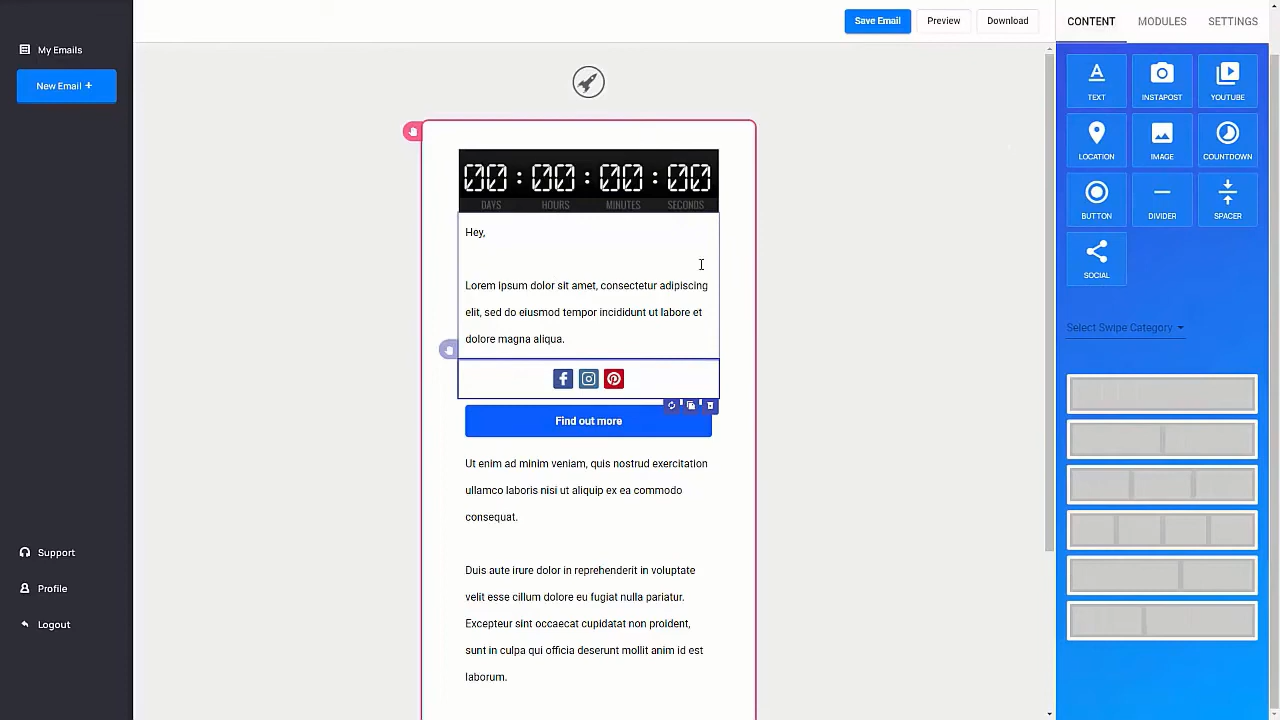 My Emails
New Email +
Support
Profile
Logout
Save Email
Preview
Download
00 : 00 : 00 : 00
DAYS HOURS MINUTES SECONDS
Hey,
Lorem ipsum dolor sit amet, consectetur adipiscing
elit, sed do eiusmod tempor incididunt ut labore et
dolore magna aliqua.
Find out more
Ut enim ad minim veniam, quis nostrud exercitation
ullamco laboris nisi ut aliquip ex ea commodo
consequat.
Duis aute irure dolor in reprehenderit in voluptate
velit esse cillum dolore eu fugiat nulla pariatur.
Excepteur sint occaecat cupidatat non proident,
sunt in culpa qui officia deserunt mollit anim id est
laborum.
CONTENT MODULES SETTINGS
TEXT INSTAPOST YOUTUBE
LOCATION IMAGE COUNTDOWN
BUTTON DIVIDER SPACER
SOCIAL
Select Swipe Category